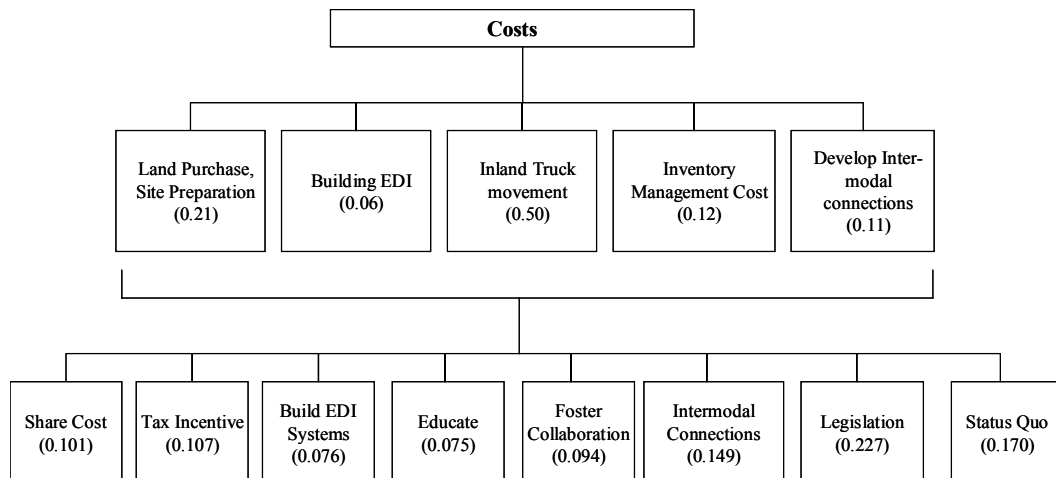 Costs
Land Purchase,
Site Preparation
(0.21)
Building EDI
(0.06)
Inland Truck
movement
(0.50)
Inventory
Management Cost
(0.12)
Develop Inter-
modal
connections
(0.11)
Share Cost
(0.101)
Tax Incentive
(0.107)
Build EDI
Systems
(0.076)
Educate
(0.075)
Foster
Collaboration
(0.094)
Intermodal
Connections
(0.149)
Legislation
(0.227)
Status Quo
(0.170)